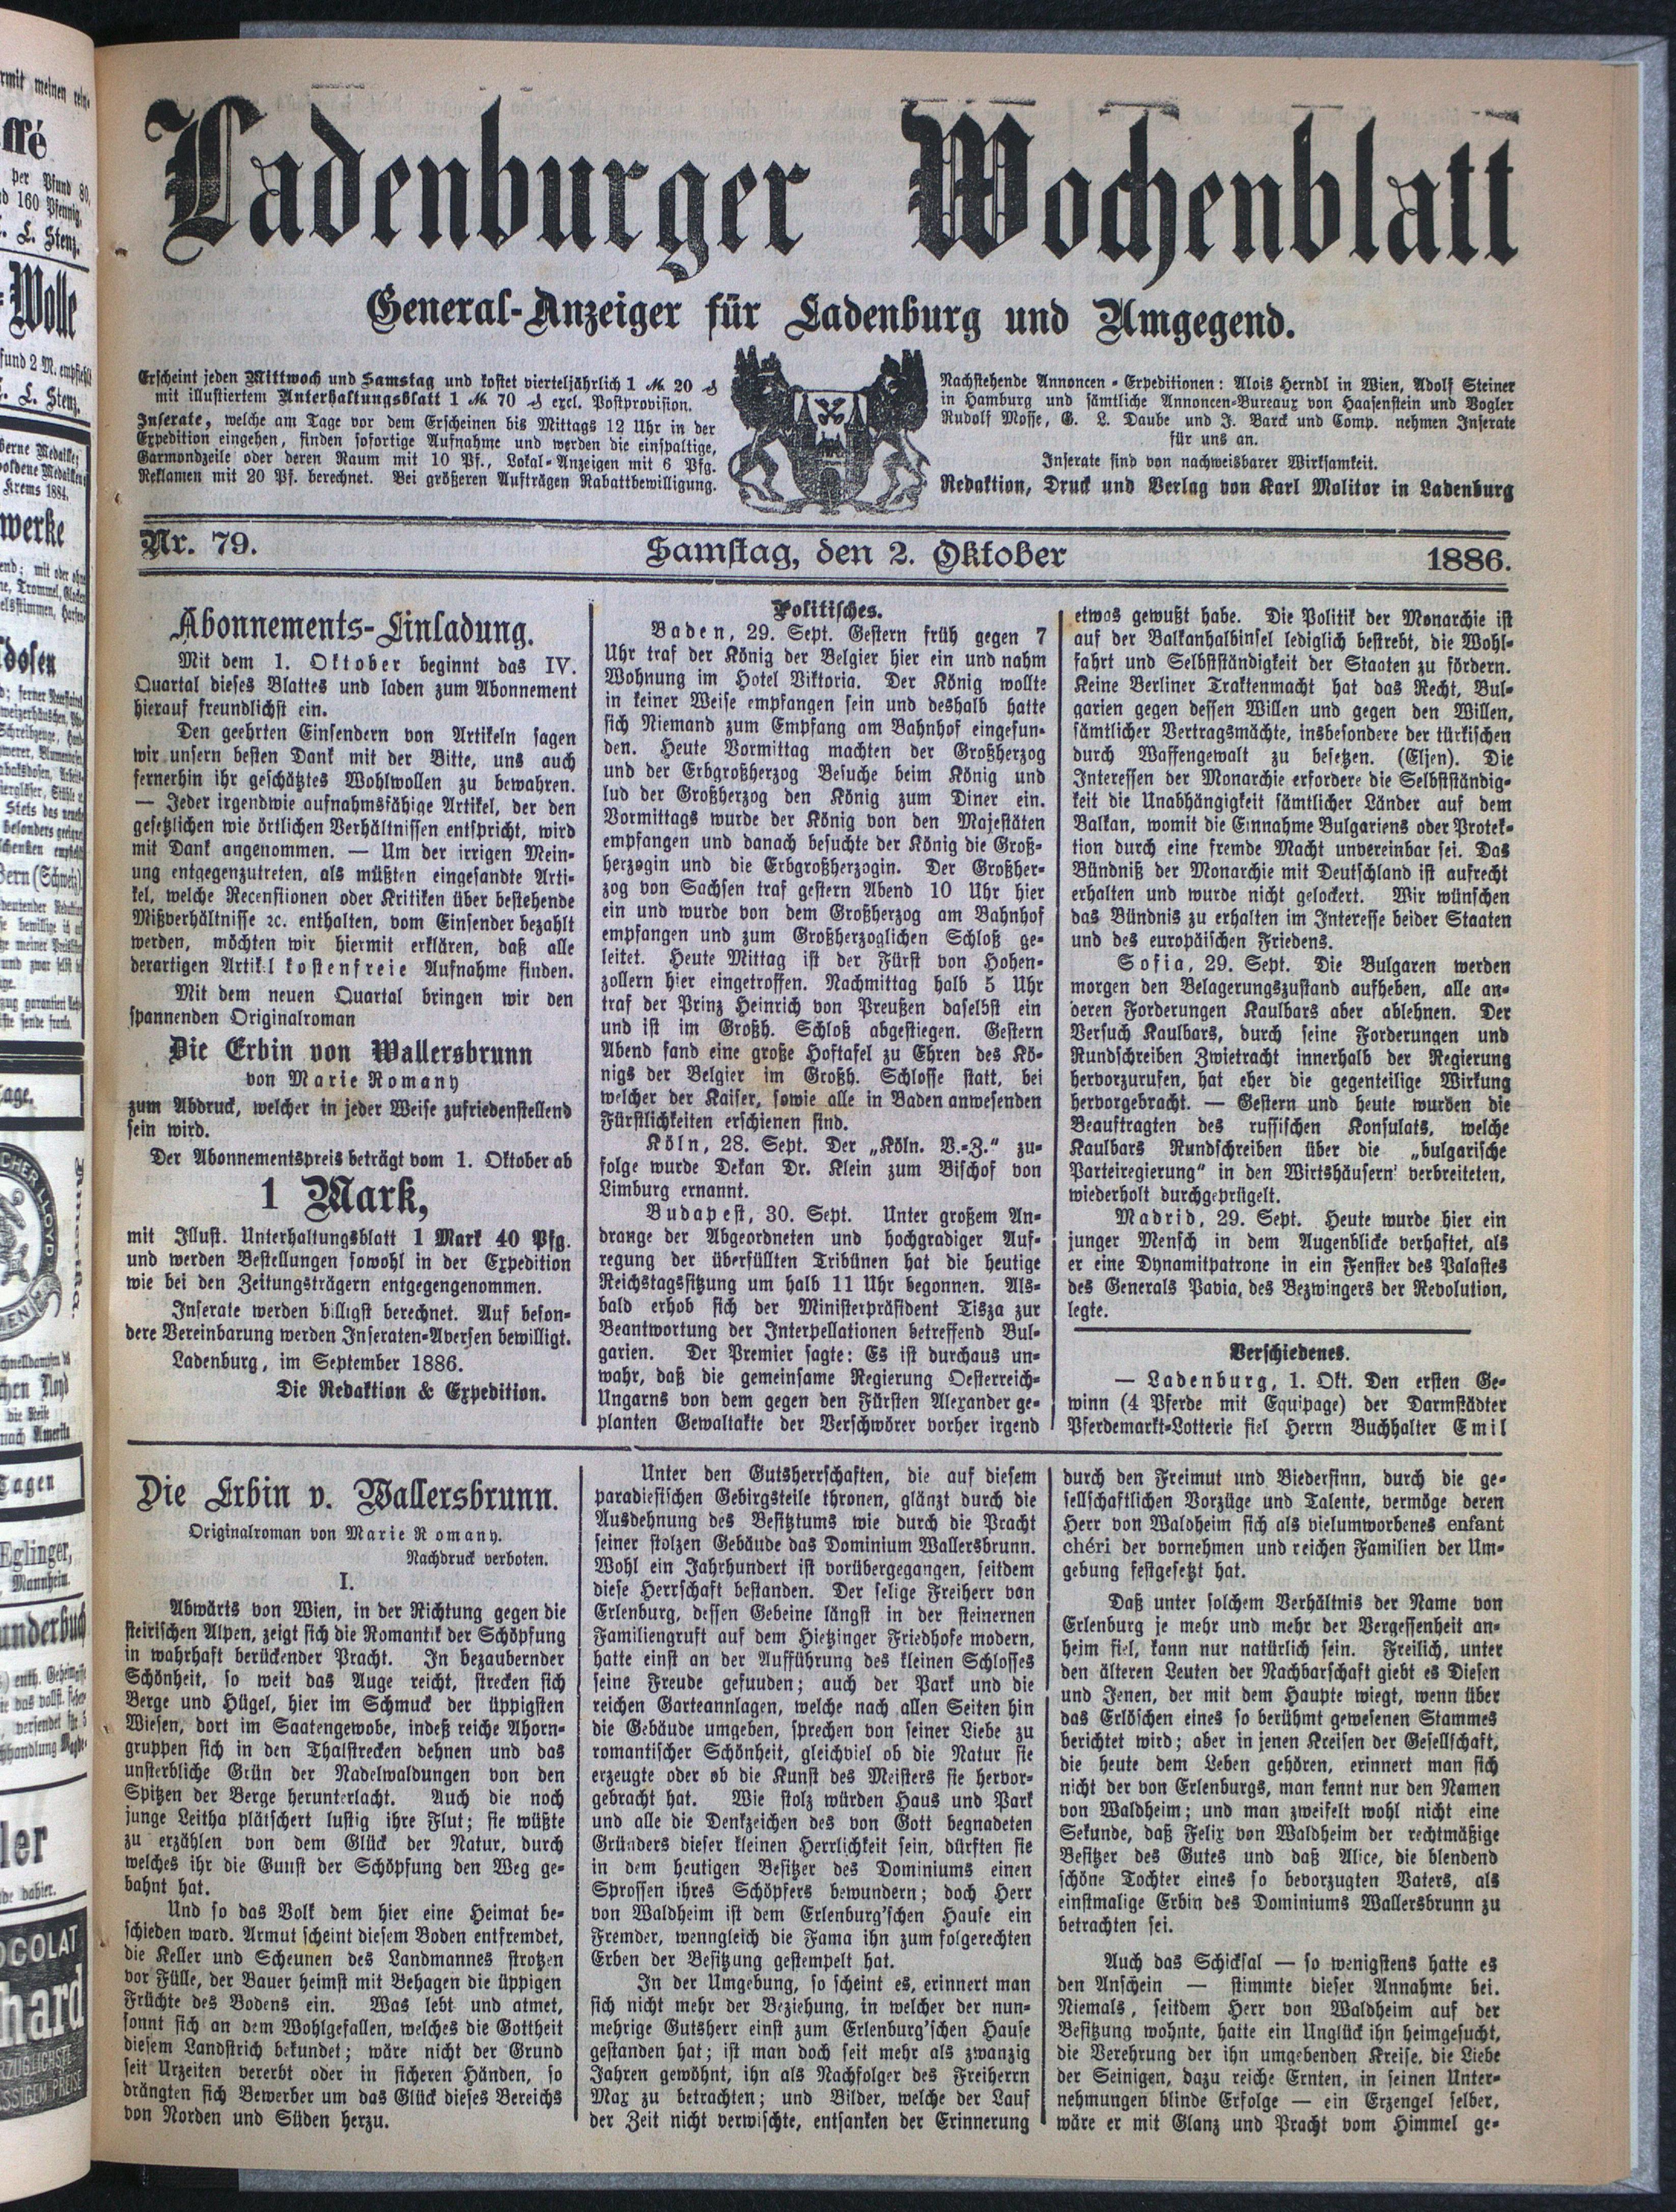 Ladenburger Wochenblatt
General-Anzeiger für Ladenburg und Umgegend.
Erscheint jeden Mittwoch und Samstag und kostet vierteljährlich 1 M. 20 ₰
mit illustiertem Unterhaltungsblatt 1 M. 70 ₰ excl. Postprovision.
Inserate, welche am Tage vor dem Erscheinen bis Mittags 12 Uhr in der
Expedition eingehen, finden sofortige Aufnahme und werden die einspaltige,
Garmondzeile oder deren Raum mit 10 Pf., Lokal-Anzeigen mit 6 Pfg.
Reklamen mit 20 Pf. berechnet. Bei größeren Aufträgen Rabattbewilligung.
Nachstehende Annoncen-Expeditionen: Alois Herndl in Wien, Adolf Steiner
in Hamburg und sämtliche Annoncen-Bureaux von Haasenstein und Vogler
Rudolf Mosse, G. L. Daube und J. Barck und Comp. nehmen Inserate
für uns an.
Inserate sind von nachweisbarer Wirksamkeit.
Redaktion, Druck und Verlag von Karl Molitor in Ladenburg
Nr. 79. Samstag, den 2. Oktober 1886.
Abonnements-Einladung.
Mit dem 1. Oktober beginnt das IV.
Quartal dieses Blattes und laden zum Abonnement
hierauf freundlichst ein.
Den geehrten Einsendern von Artikeln sagen
wir unsern besten Dank mit der Bitte, uns auch
fernerhin ihr geschätztes Wohlwollen zu bewahren.
— Jeder irgendwie aufnahmsfähige Artikel, der den
gesetzlichen wie örtlichen Verhältnissen entspricht, wird
mit Dank angenommen. — Um der irrigen Mein-
ung entgegenzutreten, als müßten eingesandte Arti-
kel, welche Recenstionen oder Kritiken über bestehende
Mißverhältnisse ꝛc. enthalten, vom Einsender bezahlt
werden, möchten wir hiermit erklären, daß alle
derartigen Artikel kostenfreie Aufnahme finden.
Mit dem neuen Quartal bringen wir den
spannenden Originalroman
Die Erbin von Wallersbrunn
von Marie Romany
zum Abdruck, welcher in jeder Weise zufriedenstellend
sein wird.
Der Abonnementspreis beträgt vom 1. Oktober ab
1 Mark,
mit Illust. Unterhaltungsblatt 1 Mark 40 Pfg.
und werden Bestellungen sowohl in der Expedition
wie bei den Zeitungsträgern entgegengenommen.
Inserate werden billigst berechnet. Auf beson-
dere Vereinbarung werden Inseraten-Aversen bewilligt.
Ladenburg, im September 1886.
Die Redaktion & Expedition.
Politisches.
Baden, 29. Sept. Gestern früh gegen 7
Uhr traf der König der Belgier hier ein und nahm
Wohnung im Hotel Viktoria. Der König wollte
in keiner Weise empfangen sein und deshalb hatte
sich Niemand zum Empfang am Bahnhof eingefun-
den. Heute Vormittag machten der Großherzog
und der Erbgroßherzog Besuche beim König und
lud der Großherzog den König zum Diner ein.
Vormittags wurde der König von den Majestäten
empfangen und danach besuchte der König die Groß-
herzogin und die Erbgroßherzogin. Der Großher-
zog von Sachsen traf gestern Abend 10 Uhr hier
ein und wurde von dem Großherzog am Bahnhof
empfangen und zum Großherzoglichen Schloß ge-
leitet. Heute Mittag ist der Fürst von Hohen-
zollern hier eingetroffen. Nachmittag halb 5 Uhr
traf der Prinz Heinrich von Preußen daselbst ein
und ist im Großh. Schloß abgestiegen. Gestern
Abend fand eine große Hoftafel zu Ehren des Kö-
nigs der Belgier im Großh. Schlosse statt, bei
welcher der Kaiser, sowie alle in Baden anwesenden
Fürstlichkeiten erschienen sind.
Köln, 28. Sept. Der „Köln. V.-Z.“ zu-
folge wurde Dekan Dr. Klein zum Bischof von
Limburg ernannt.
Budapest, 30. Sept. Unter großem An-
drange der Abgeordneten und hochgradiger Auf-
regung der überfüllten Tribünen hat die heutige
Reichstagssitzung um halb 11 Uhr begonnen. Als-
bald erhob sich der Ministerpräsident Tisza zur
Beantwortung der Interpellationen betreffend Bul-
garien. Der Premier sagte: Es ist durchaus un-
wahr, daß die gemeinsame Regierung Oesterreich-
Ungarns von dem gegen den Fürsten Alexander ge-
planten Gewaltakte der Verschwörer vorher irgend
etwas gewußt habe. Die Politik der Monarchie ist
auf der Balkanhalbinsel lediglich bestrebt, die Wohl-
fahrt und Selbstständigkeit der Staaten zu fördern.
Keine Berliner Traktenmacht hat das Recht, Bul-
garien gegen dessen Willen und gegen den Willen,
sämtlicher Vertragsmächte, insbesondere der türkischen
durch Waffengewalt zu besetzen. (Eljen). Die
Interessen der Monarchie erfordere die Selbstständig-
keit die Unabhängigkeit sämtlicher Länder auf dem
Balkan, womit die Einnahme Bulgariens oder Protek-
tion durch eine fremde Macht unvereinbar sei. Das
Bündniß der Monarchie mit Deutschland ist aufrecht
erhalten und wurde nicht gelockert. Wir wünschen
das Bündnis zu erhalten im Interesse beider Staaten
und des europäischen Friedens.
Sofia, 29. Sept. Die Bulgaren werden
morgen den Belagerungszustand aufheben, alle an-
deren Forderungen Kaulbars aber ablehnen. Der
Versuch Kaulbars, durch seine Forderungen und
Rundschreiben Zwietracht innerhalb der Regierung
hervorzurufen, hat eher die gegenteilige Wirkung
hervorgebracht. — Gestern und heute wurden die
Beauftragten des russischen Konsulats, welche
Kaulbars Rundschreiben über die „bulgarische
Parteiregierung“ in den Wirtshäusern verbreiteten,
wiederholt durchgeprügelt.
Madrid, 29. Sept. Heute wurde hier ein
junger Mensch in dem Augenblicke verhaftet, als
er eine Dynamitpatrone in ein Fenster des Palastes
des Generals Pavia, des Bezwingers der Revolution,
legte.
Verschiedenes.
— Ladenburg, 1. Okt. Den ersten Ge-
winn (4 Pferde mit Equipage) der Darmstädter
Pferdemarkt-Lotterie fiel Herrn Buchhalter Emil
Die Erbin v. Wallersbrunn.
Originalroman von Marie Romany.
Nachdruck verboten.
I.
Abwärts von Wien, in der Richtung gegen die
steirischen Alpen, zeigt sich die Romantik der Schöpfung
in wahrhaft berückender Pracht. In bezaubernder
Schönheit, so weit das Auge reicht, strecken sich
Berge und Hügel, hier im Schmuck der üppigsten
Wiesen, dort im Saatengewobe, indeß reiche Ahorn-
gruppen sich in den Thalstrecken dehnen und das
unsterbliche Grün der Nadelwaldungen von den
Spitzen der Berge herunterlacht. Auch die noch
junge Leitha plätschert lustig ihre Flut; sie wüßte
zu erzählen von dem Glück der Natur, durch
welches ihr die Gunst der Schöpfung den Weg ge-
bahnt hat.
Und so das Volk dem hier eine Heimat be-
schieden ward. Armut scheint diesem Boden entfremdet,
die Keller und Scheunen des Landmannes strotzen
vor Fülle, der Bauer heimst mit Behagen die üppigen
Früchte des Bodens ein. Was lebt und atmet,
sonnt sich an dem Wohlgefallen, welches die Gottheit
diesem Landstrich bekundet; wäre nicht der Grund
seit Urzeiten vererbt oder in sicheren Händen, so
drängten sich Bewerber um das Glück dieses Bereichs
von Norden und Süden herzu.
Unter den Gutsherrschaften, die auf diesem
paradiesischen Gebirgsteile thronen, glänzt durch die
Ausdehnung des Besitztums wie durch die Pracht
seiner stolzen Gebäude das Dominium Wallersbrunn.
Wohl ein Jahrhundert ist vorübergegangen, seitdem
diese Herrschaft bestanden. Der selige Freiherr von
Erlenburg, dessen Gebeine längst in der steinernen
Familiengruft auf dem Hietzinger Friedhofe modern,
hatte einst an der Aufführung des kleinen Schlosses
seine Freude gefuuden; auch der Park und die
reichen Garteannlagen, welche nach allen Seiten hin
die Gebäude umgeben, sprechen von seiner Liebe zu
romantischer Schönheit, gleichviel ob die Natur sie
erzeugte oder ob die Kunst des Meisters sie hervor-
gebracht hat. Wie stolz würden Haus und Park
und alle die Denkzeichen des von Gott begnadeten
Gründers dieser kleinen Herrlichkeit sein, dürften sie
in dem heutigen Besitzer des Dominiums einen
Sprossen ihres Schöpfers bewundern; doch Herr
von Waldheim ist dem Erlenburg'schen Hause ein
Fremder, wenngleich die Fama ihn zum folgerechten
Erben der Besitzung gestempelt hat.
In der Umgebung, so scheint es, erinnert man
sich nicht mehr der Beziehung, in welcher der nun-
mehrige Gutsherr einst zum Erlenburg'schen Hause
gestanden hat; ist man doch seit mehr als zwanzig
Jahren gewöhnt, ihn als Nachfolger des Freiherrn
Max zu betrachten; und Bilder, welche der Lauf
der Zeit nicht verwischte, entsanken der Erinnerung
durch den Freimut und Biedersinn, durch die ge-
sellschaftlichen Vorzüge und Talente, vermöge deren
Herr von Waldheim sich als vielumworbenes enfant
chéri der vornehmen und reichen Familien der Um-
gebung festgesetzt hat.
Daß unter solchem Verhältnis der Name von
Erlenburg je mehr und mehr der Vergessenheit an-
heim fiel, kann nur natürlich sein. Freilich, unter
den älteren Leuten der Nachbarschaft giebt es Diesen
und Jenen, der mit dem Haupte wiegt, wenn über
das Erlöschen eines so berühmt gewesenen Stammes
berichtet wird; aber in jenen Kreisen der Gesellschaft,
die heute dem Leben gehören, erinnert man sich
nicht der von Erlenburgs, man kennt nur den Namen
von Waldheim; und man zweifelt wohl nicht eine
Sekunde, daß Felix von Waldheim der rechtmäßige
Besitzer des Gutes und daß Alice, die blendend
schöne Tochter eines so bevorzugten Vaters, als
einstmalige Erbin des Dominiums Wallersbrunn zu
betrachten sei.
Auch das Schicksal — so wenigstens hatte es
den Anschein — stimmte dieser Annahme bei.
Niemals, seitdem Herr von Waldheim auf der
Besitzung wohnte, hatte ein Unglück ihn heimgesucht,
die Verehrung der ihn umgebenden Kreise, die Liebe
der Seinigen, dazu reiche Ernten, in seinen Unter-
nehmungen blinde Erfolge — ein Erzengel selber,
wäre er mit Glanz und Pracht vom Himmel ge-